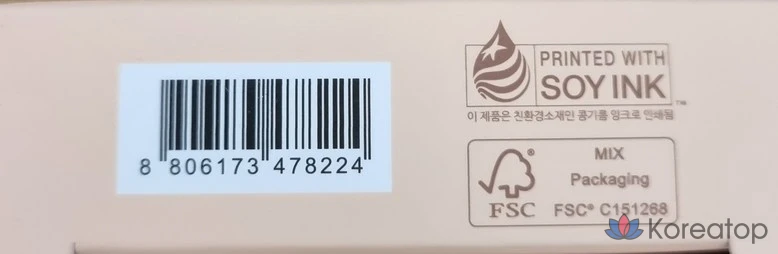 8 806173 478224
PRINTED WITH
SOY INK
™
이 제품은 친환경소재인 콩기름 잉크로 인쇄됨
MIX
Packaging
FSC® C151268
®
FSC
Koreatop